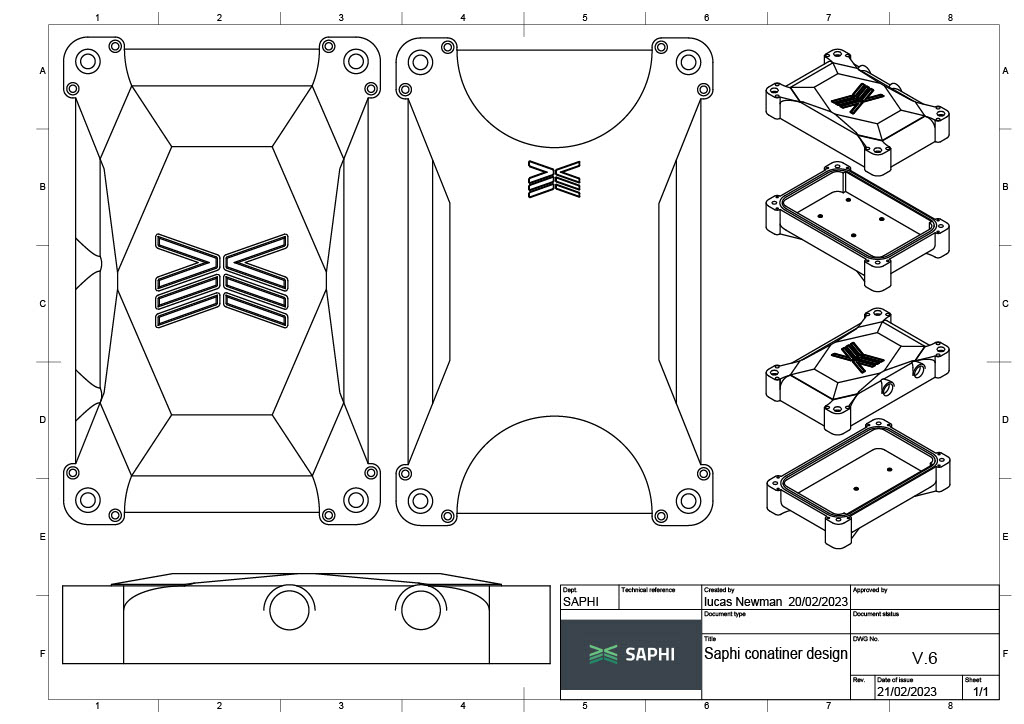 1 2 3 4 5 6 7 8
A A
B B
C C
D D
E E
F F
Dept.
SAPHI
Technical reference
Created by
lucas Newman 20/02/2023
Approved by
Document type
Document status
SAPHI
Title
Saphi conatiner design
DWG No.
V.6
Rev.
Date of issue
21/02/2023
Sheet
1/1
1 2 3 4 5 6 7 8